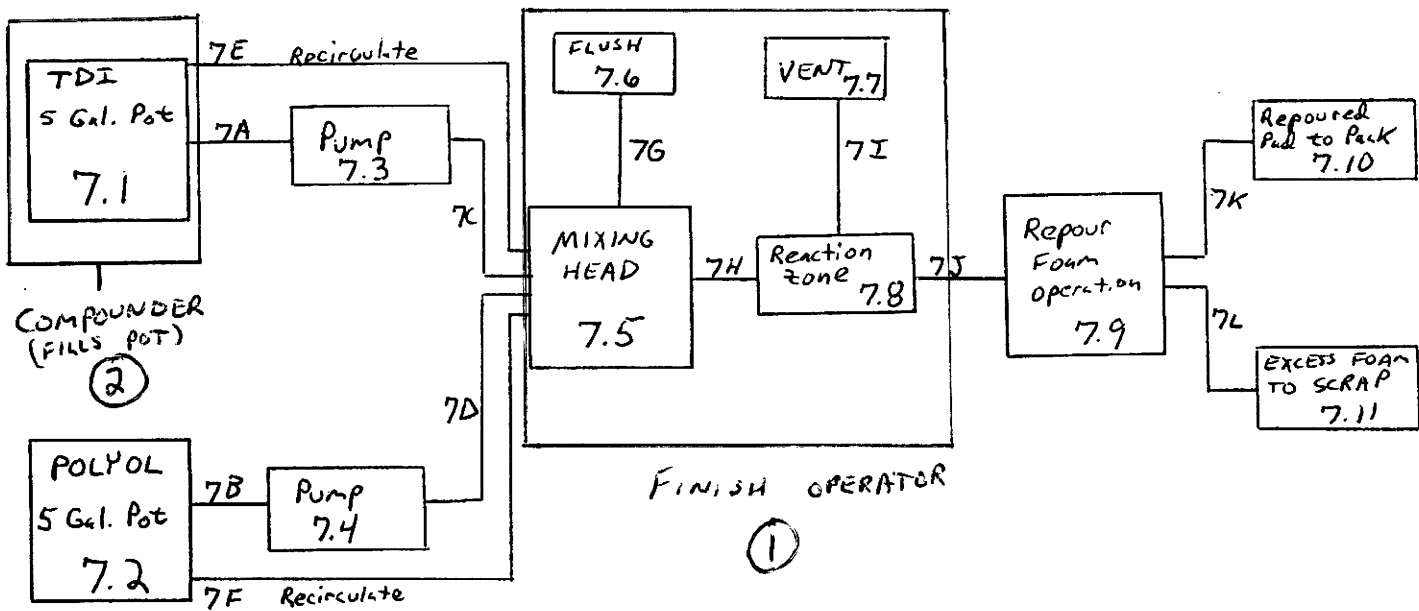 7E Recirculate
TDI
5 Gal. Pot
7.1
7A
Pump
7.3
7C
COMPOUNDER
(FILLS POT)
2
POLYOL
5 Gal. Pot
7.2
7B
Pump
7.4
7D
7F Recirculate
FLUSH
7.6
7G
VENT
7.7
7I
MIXING
HEAD
7.5
7H
Reaction
Zone
7.8
7J
FINISH OPERATOR
1
Repour
Foam
Operation
7.9
7K
Repoured
Pad to Pack
7.10
7L
EXCESS FOAM
TO SCRAP
7.11